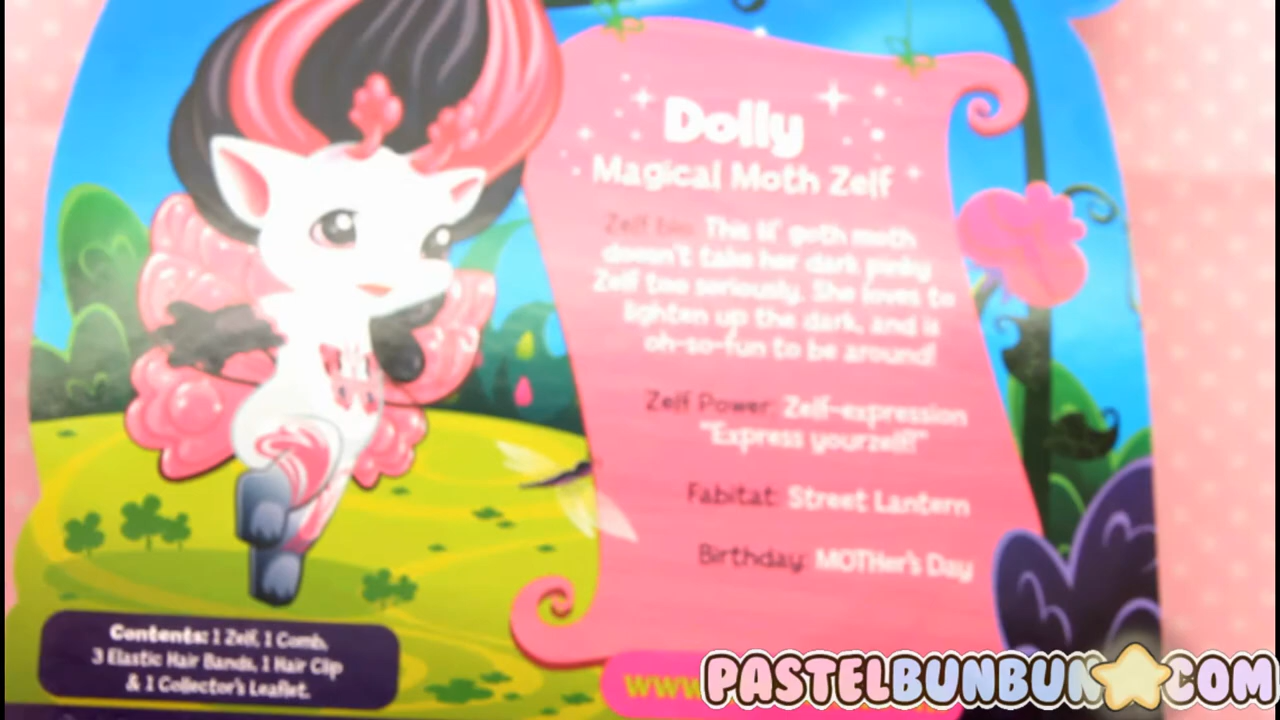 Dolly
Magical Moth Zelf
Zelf bio: This lil' goth moth
doesn't take her dark pinky
Zelf too seriously. She loves to
lighten up the dark, and is
oh-so-fun to be around!
Zelf Power: Zelf-expression
"Express yourzelf!"
Fabitat: Street Lantern
Birthday: MOTHer's Day
Contents: 1 Zelf, 1 Comb,
3 Elastic Hair Bands, 1 Hair Clip
& 1 Collector's Leaflet.
www.
PASTELBUNBUN COM